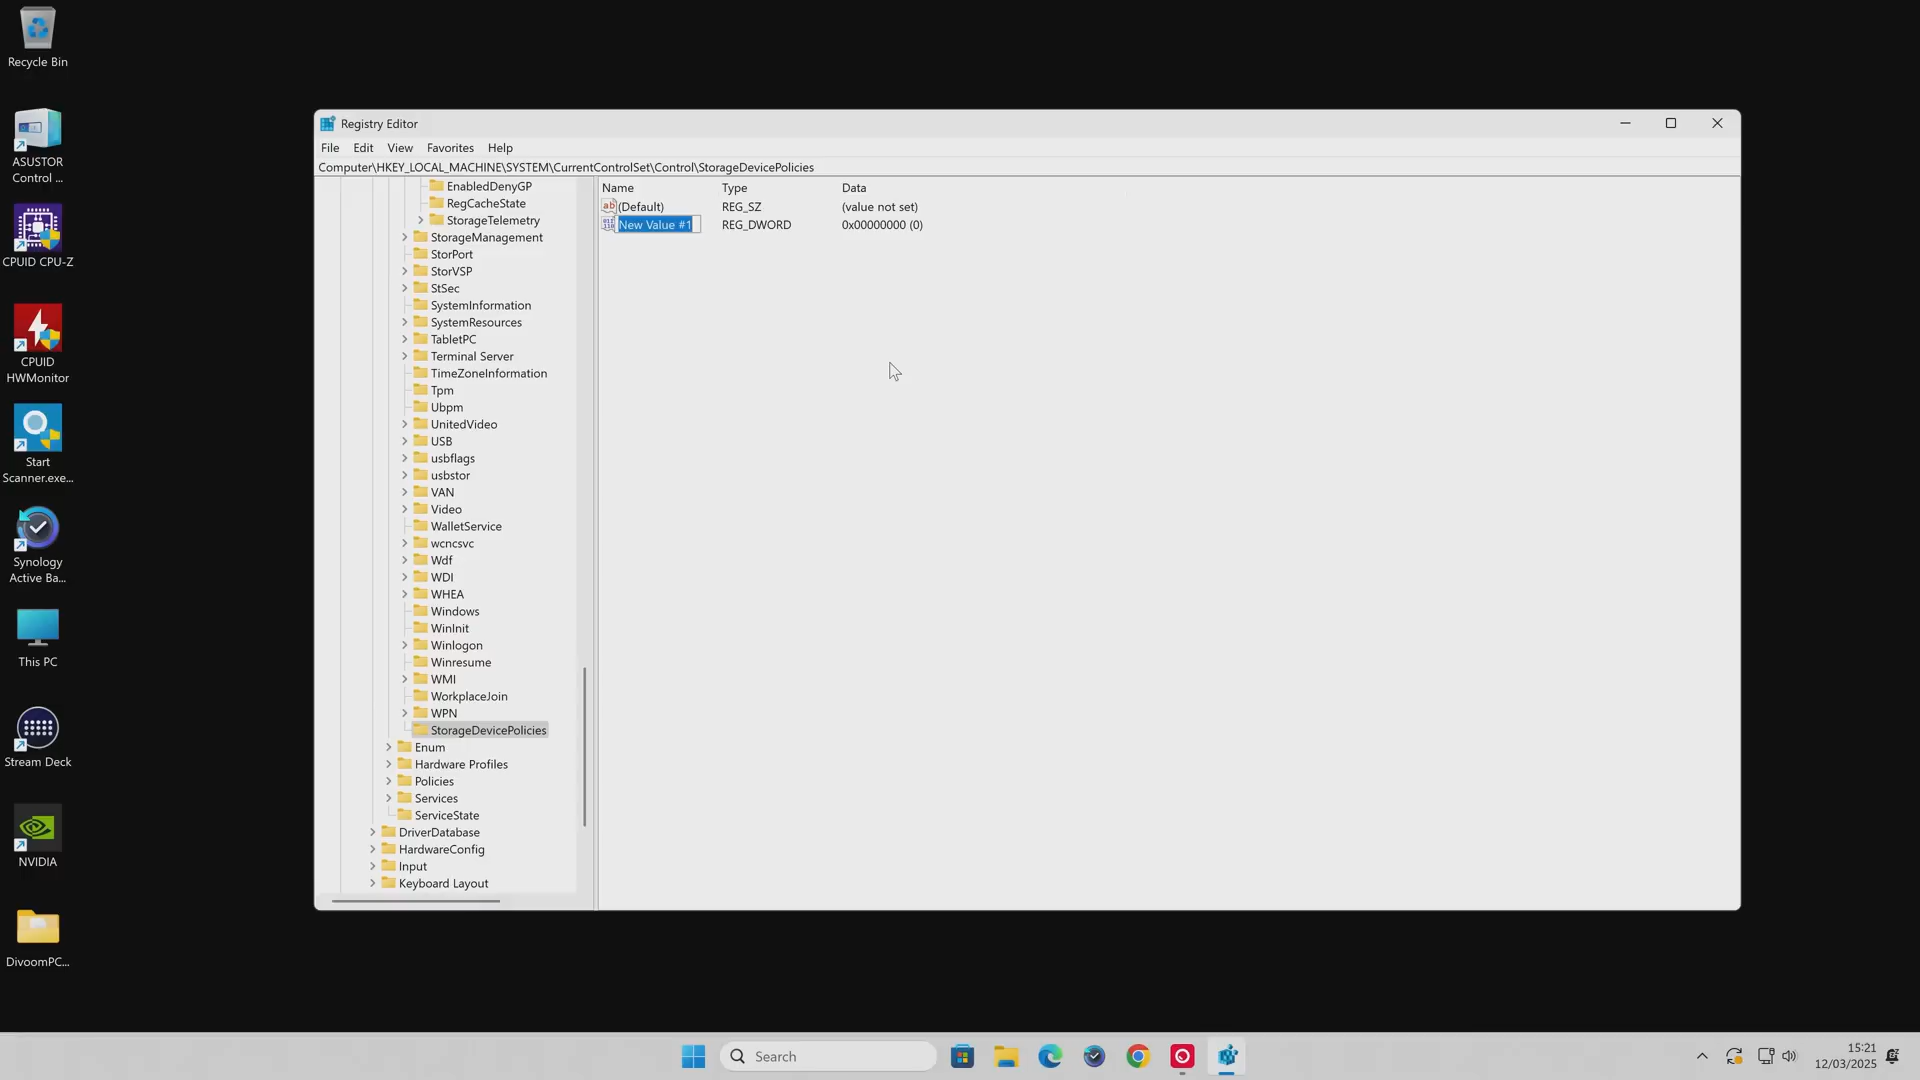 Recycle Bin
ASUSTOR
Control ...
CPUID CPU-Z
CPUID
HWMonitor
Start
Scanner.exe...
Synology
Active Ba...
This PC
Stream Deck
NVIDIA
DivoomPC...
Registry Editor
File Edit View Favorites Help
Computer\HKEY_LOCAL_MACHINE\SYSTEM\CurrentControlSet\Control\StorageDevicePolicies
EnabledDenyGP
RegCacheState
StorageTelemetry
StorageManagement
StorPort
StorVSP
StSec
SystemInformation
SystemResources
TabletPC
Terminal Server
TimeZoneInformation
Tpm
Ubpm
UnitedVideo
USB
usbflags
usbstor
VAN
Video
WalletService
wcncsvc
Wdf
WDI
WHEA
Windows
WinInit
Winlogon
Winresume
WMI
WorkplaceJoin
WPN
StorageDevicePolicies
Enum
Hardware Profiles
Policies
Services
ServiceState
DriverDatabase
HardwareConfig
Input
Keyboard Layout
Name Type Data
(Default) REG_SZ (value not set)
New Value #1 REG_DWORD 0x00000000 (0)
Search
15:21
12/03/2025